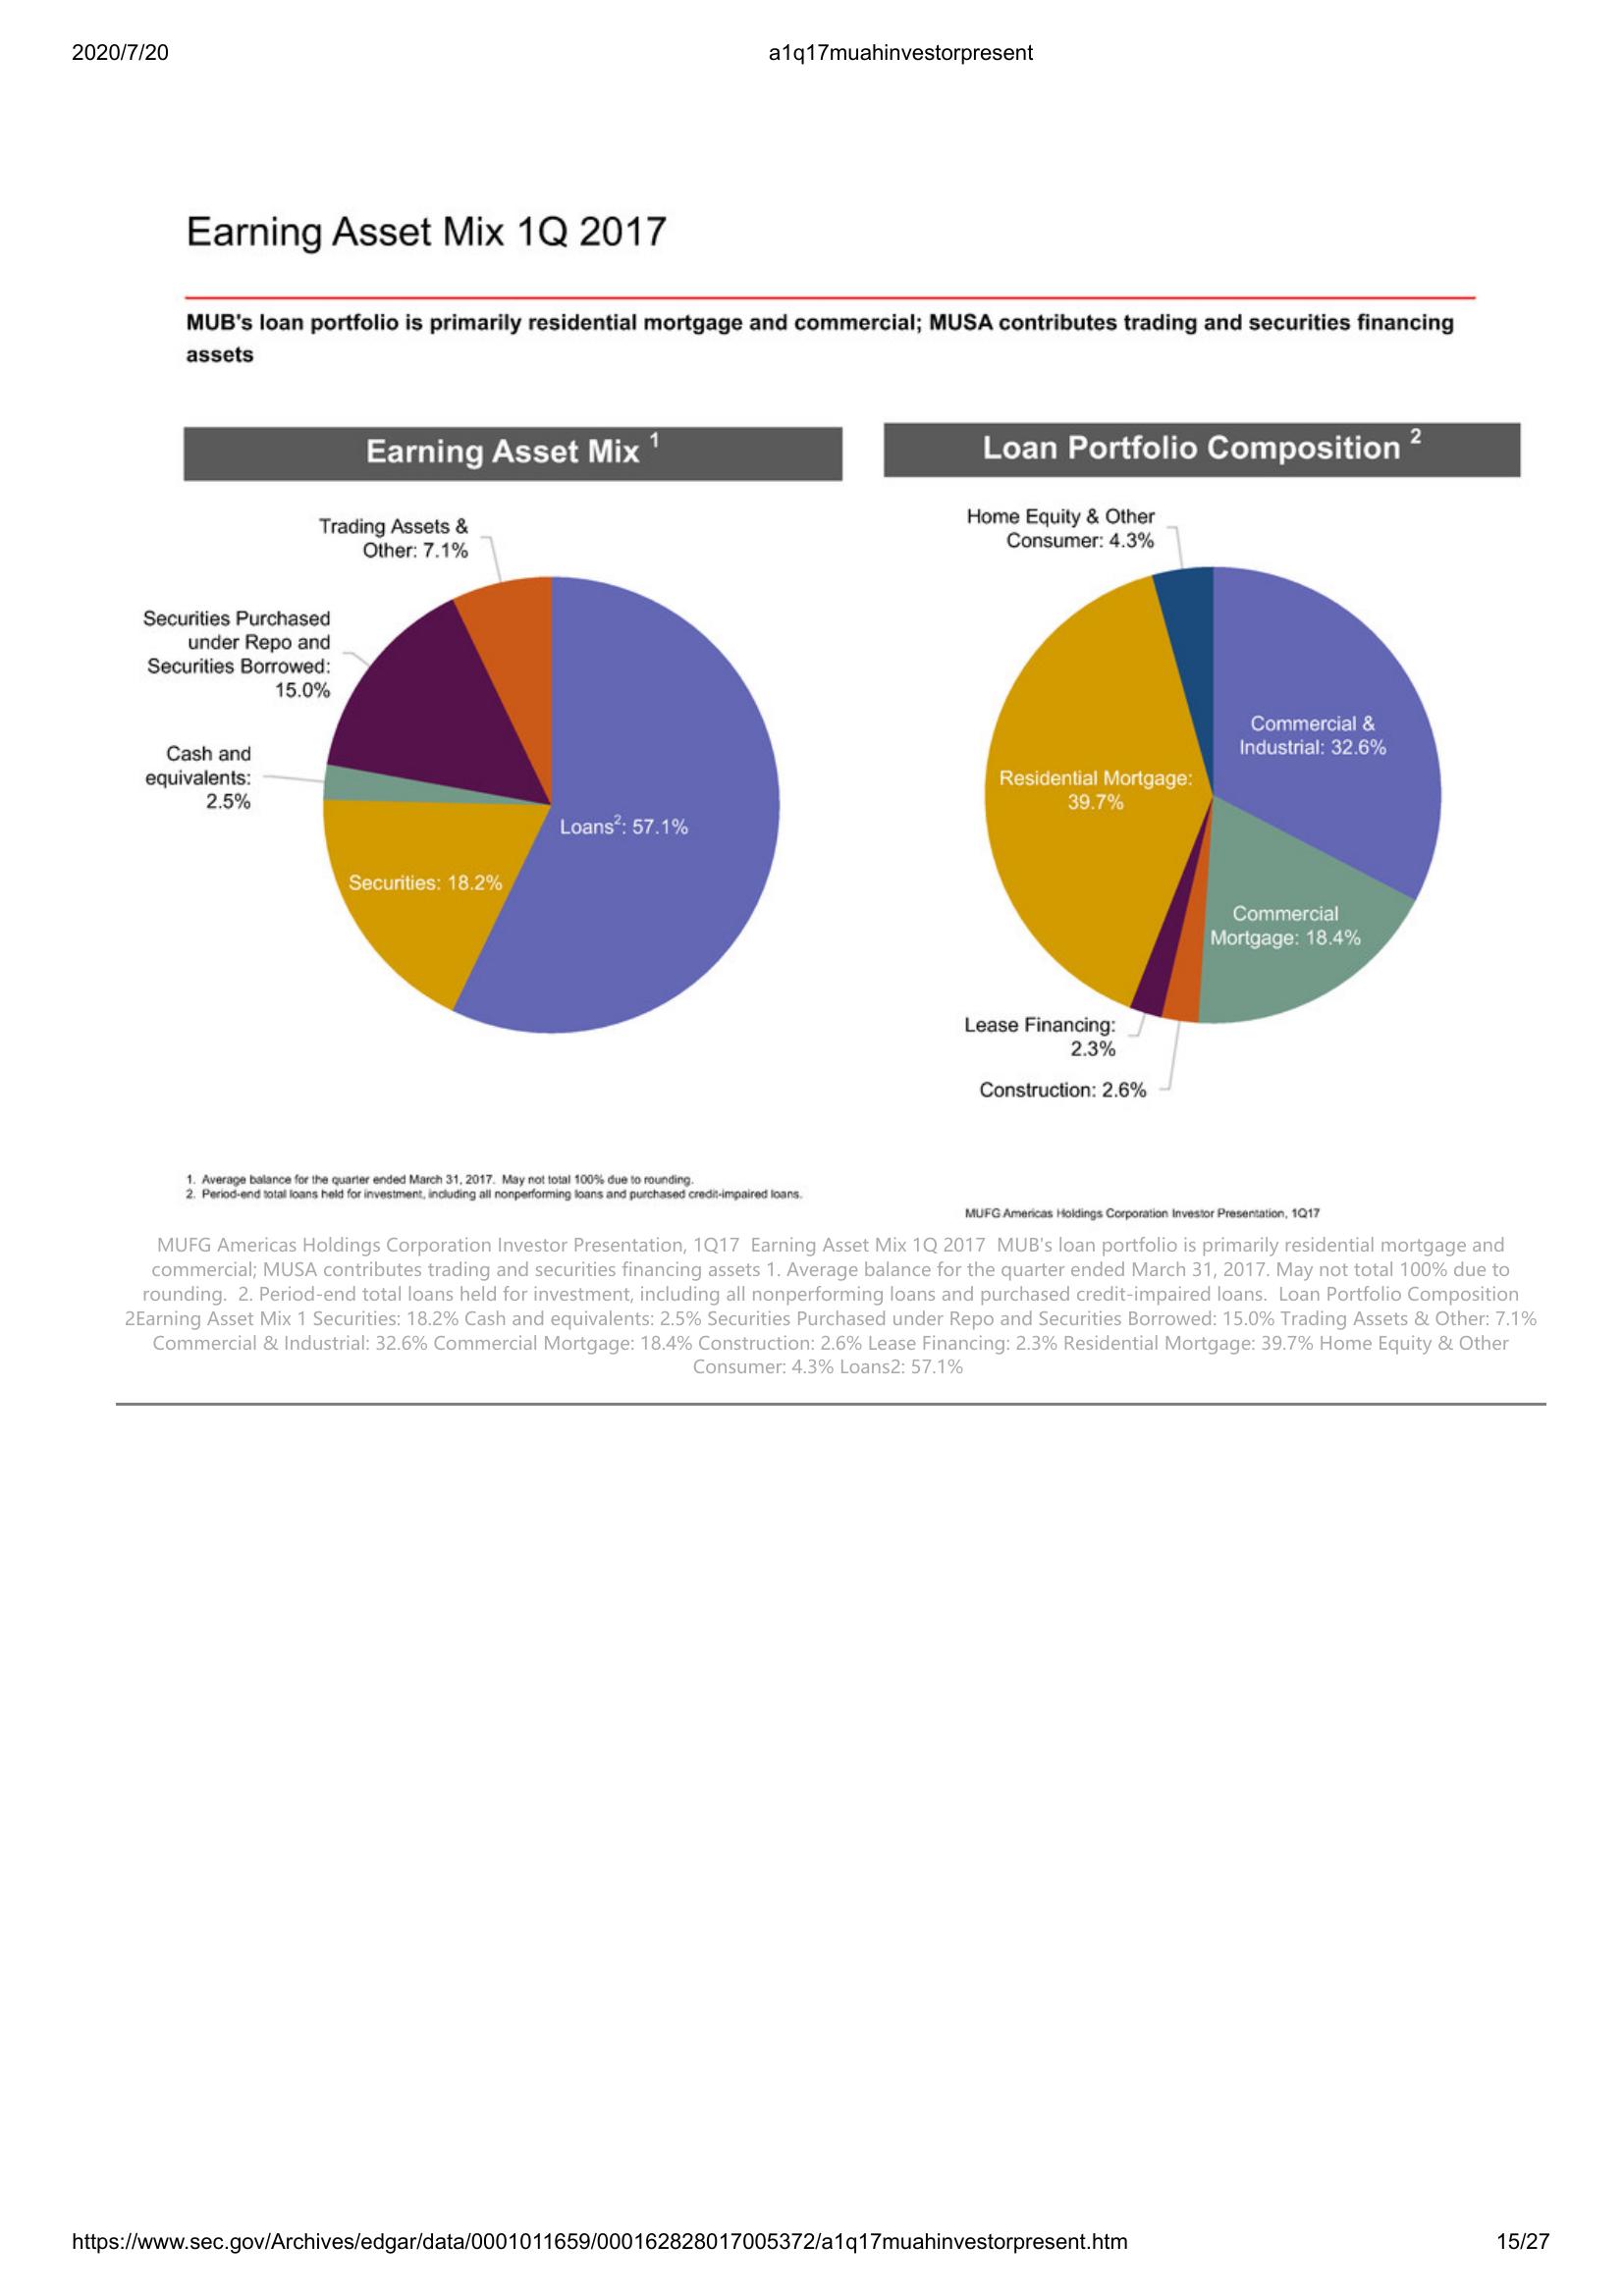 2020/7/20
a1q17muahinvestorpresent
Earning Asset Mix 1Q 2017
MUB's loan portfolio is primarily residential mortgage and commercial; MUSA contributes trading and securities financing
assets
Earning Asset Mix 1
Trading Assets &
Other: 7.1%
Securities Purchased
under Repo and
Securities Borrowed:
15.0%
Cash and
equivalents:
2.5%
Loans2: 57.1%
Securities: 18.2%
Loan Portfolio Composition 2
Home Equity & Other
Consumer: 4.3%
Commercial &
Industrial: 32.6%
Residential Mortgage:
39.7%
Commercial
Mortgage: 18.4%
Lease Financing:
2.3%
Construction: 2.6%
1. Average balance for the quarter ended March 31, 2017. May not total 100% due to rounding.
2. Period-end total loans held for investment, including all nonperforming loans and purchased credit-impaired loans.
MUFG Americas Holdings Corporation Investor Presentation, 1Q17
MUFG Americas Holdings Corporation Investor Presentation, 1Q17 Earning Asset Mix 1Q 2017 MUB's loan portfolio is primarily residential mortgage and
commercial; MUSA contributes trading and securities financing assets 1. Average balance for the quarter ended March 31, 2017. May not total 100% due to
rounding. 2. Period-end total loans held for investment, including all nonperforming loans and purchased credit-impaired loans. Loan Portfolio Composition
2Earning Asset Mix 1 Securities: 18.2% Cash and equivalents: 2.5% Securities Purchased under Repo and Securities Borrowed: 15.0% Trading Assets & Other: 7.1%
Commercial & Industrial: 32.6% Commercial Mortgage: 18.4% Construction: 2.6% Lease Financing: 2.3% Residential Mortgage: 39.7% Home Equity & Other
Consumer: 4.3% Loans2: 57.1%
https://www.sec.gov/Archives/edgar/data/0001011659/000162828017005372/a1q17muahinvestorpresent.htm
15/27